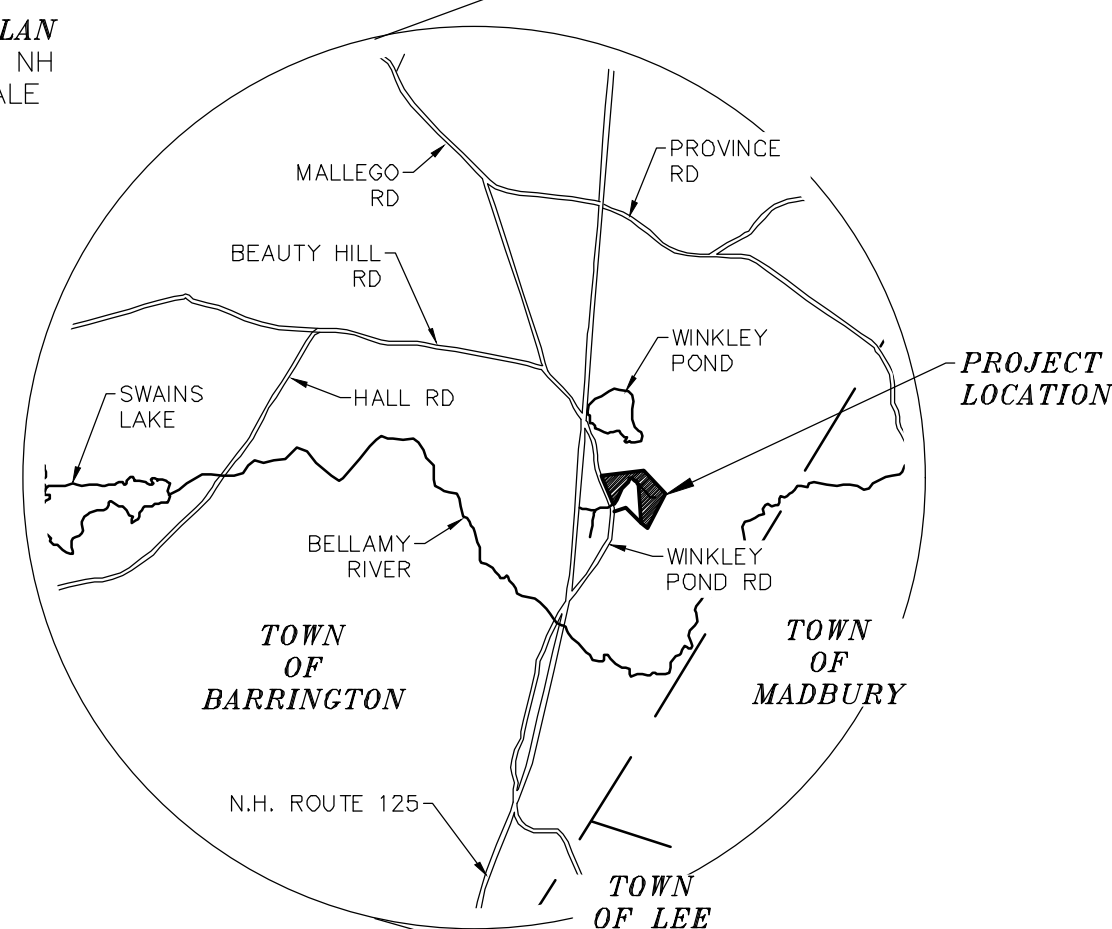 LAN
NH
ALE
PROVINCE
RD
MALLEGO
RD
BEAUTY HILL
RD
WINKLEY
POND
PROJECT
LOCATION
SWAINS
LAKE
HALL RD
BELLAMY
RIVER
WINKLEY
POND RD
TOWN
OF
BARRINGTON
TOWN
OF
MADBURY
N.H. ROUTE 125
TOWN
OF LEE